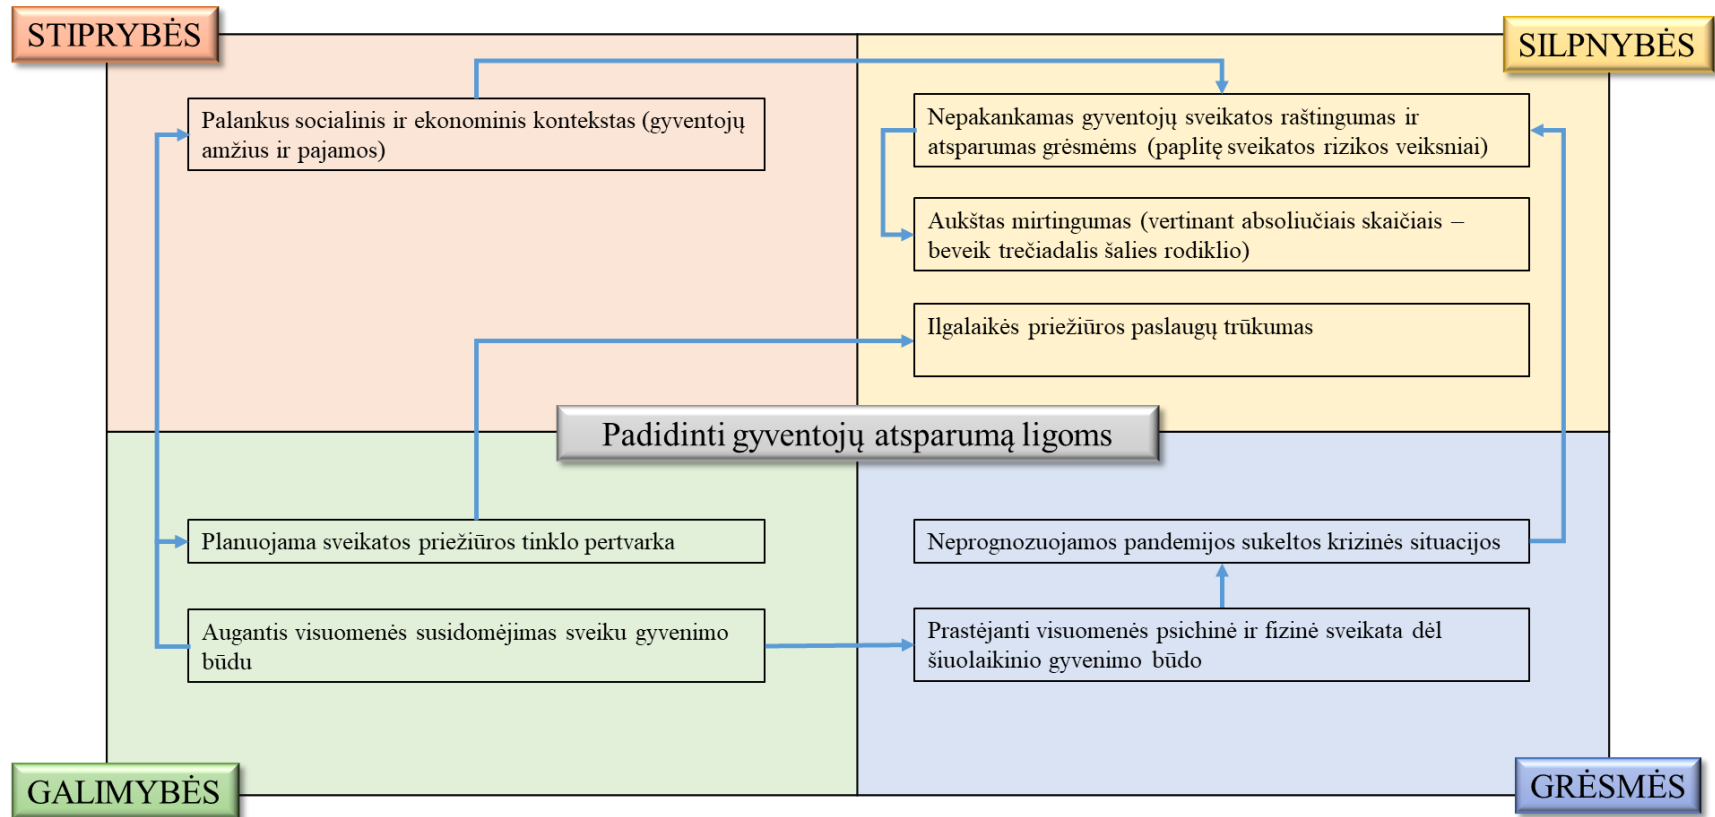 STIPRYBĖS
SILPNYBĖS
Palankus socialinis ir ekonominis kontekstas (gyventojų
amžius ir pajamos)
Nepakankamas gyventojų sveikatos raštingumas ir
atsparumas grėsmėms (paplitę sveikatos rizikos veiksniai)
Aukštas mirtingumas (vertinant absoliučiais skaičiais –
beveik trečiadalis šalies rodiklio)
Ilgalaikės priežiūros paslaugų trūkumas
Padidinti gyventojų atsparumą ligoms
Planuojama sveikatos priežiūros tinklo pertvarka
Neprognozuojamos pandemijos sukeltos krizinės situacijos
Augantis visuomenės susidomėjimas sveiku gyvenimo
būdu
Prastėjanti visuomenės psichinė ir fizinė sveikata dėl
šiuolaikinio gyvenimo būdo
GALIMYBĖS
GRĖSMĖS